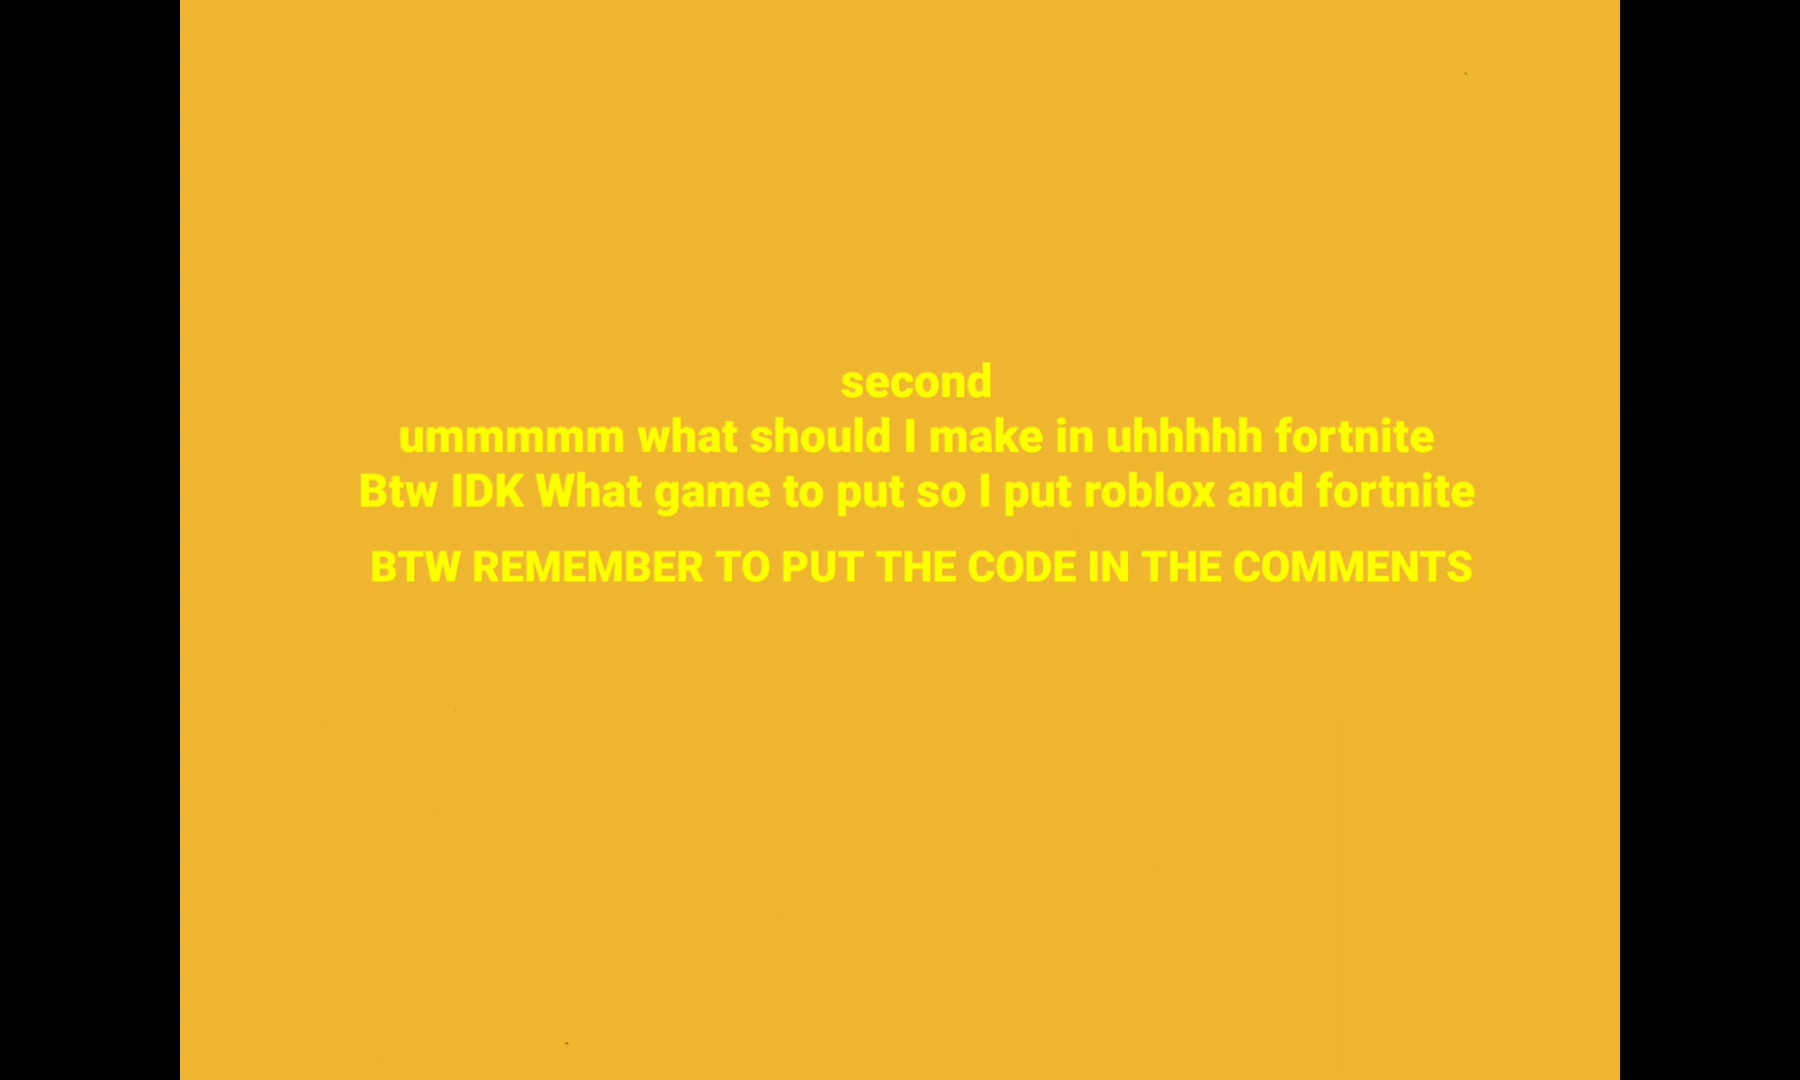 second
ummmmm what should I make in uhhhhh fortnite
Btw IDK What game to put so I put roblox and fortnite
BTW REMEMBER TO PUT THE CODE IN THE COMMENTS